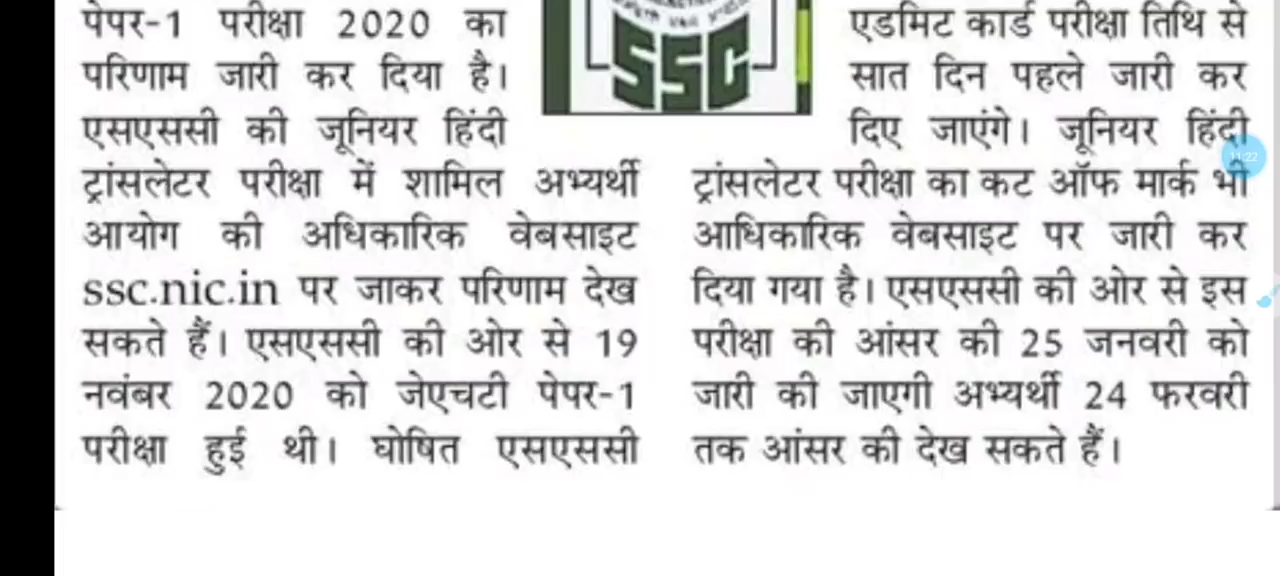 पेपर-1 परीक्षा 2020 का
परिणाम जारी कर दिया है।
एसएससी की जूनियर हिंदी
ट्रांसलेटर परीक्षा में शामिल अभ्यर्थी
आयोग की अधिकारिक वेबसाइट
ssc.nic.in पर जाकर परिणाम देख
सकते हैं। एसएससी की ओर से 19
नवंबर 2020 को जेएचटी पेपर-1
परीक्षा हुई थी। घोषित एसएससी
SSC
एडमिट कार्ड परीक्षा तिथि से
सात दिन पहले जारी कर
दिए जाएंगे। जूनियर हिंदी
ट्रांसलेटर परीक्षा का कट ऑफ मार्क भी
आधिकारिक वेबसाइट पर जारी कर
दिया गया है। एसएससी की ओर से इस
परीक्षा की आंसर की 25 जनवरी को
जारी की जाएगी अभ्यर्थी 24 फरवरी
तक आंसर की देख सकते हैं।
11:22